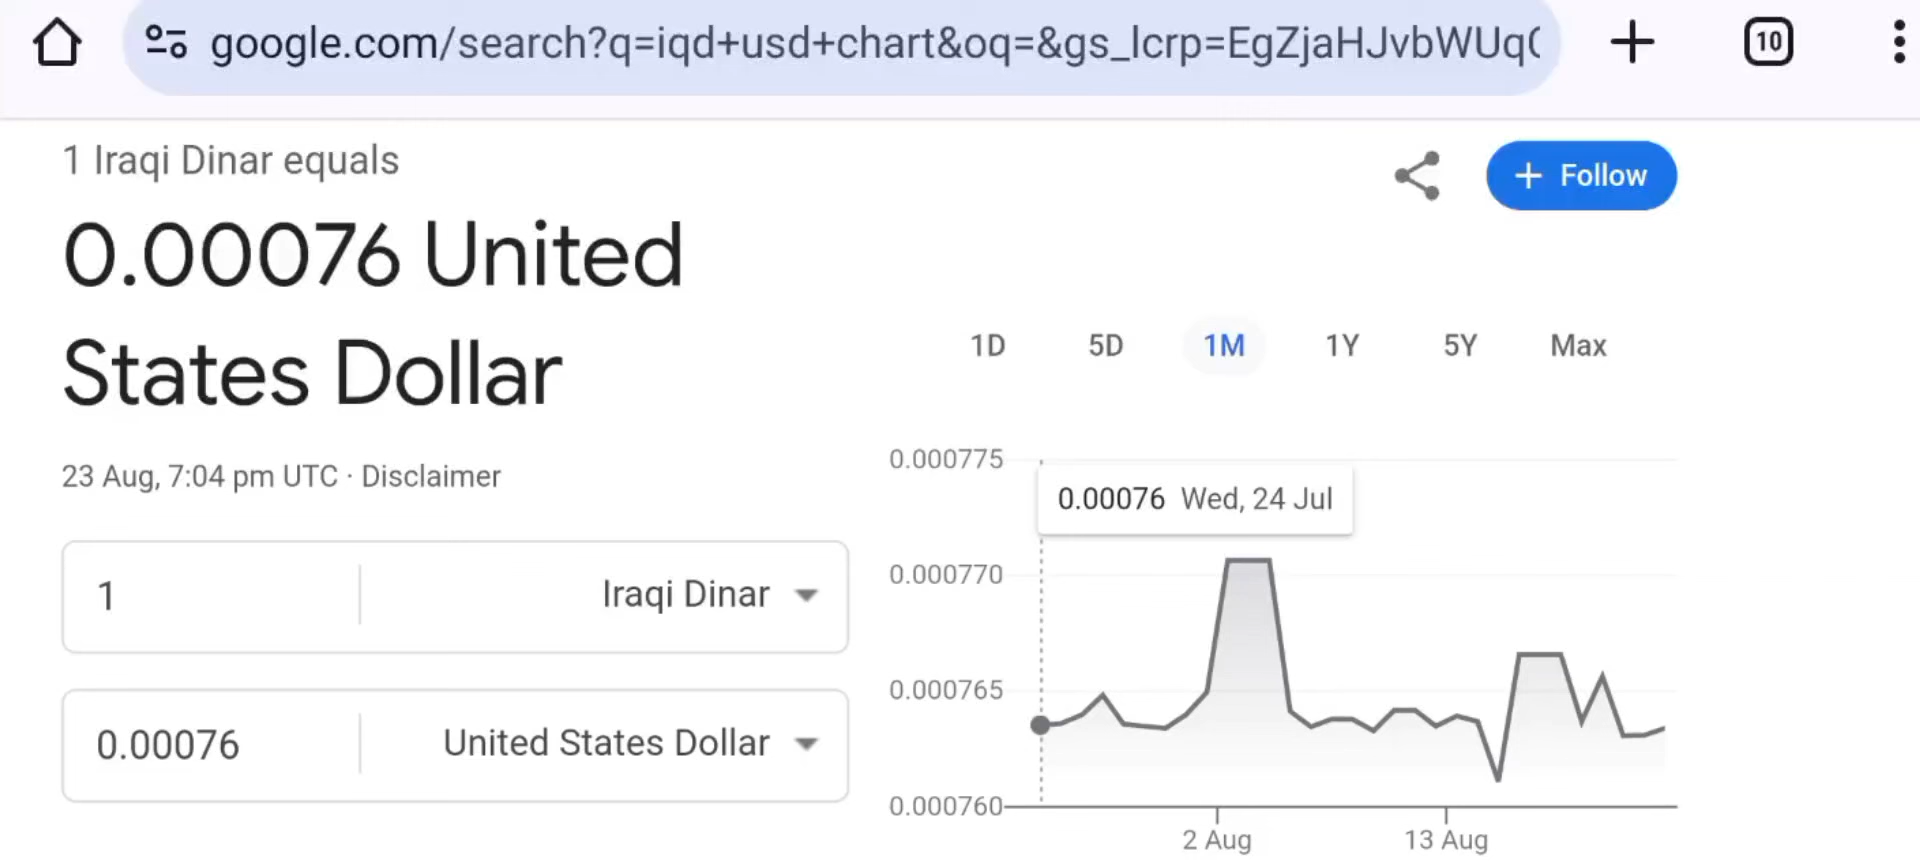 google.com/search?q=iqd+usd+chart&oq=&gs_lcrp=EgZjaHJvbWUq
10
1 Iraqi Dinar equals
0.00076 United
States Dollar
23 Aug, 7:04 pm UTC · Disclaimer
+ Follow
1D 5D 1M 1Y 5Y Max
1 Iraqi Dinar
0.00076 United States Dollar
0.000775
0.00076 Wed, 24 Jul
0.000770
0.000765
0.000760
2 Aug 13 Aug